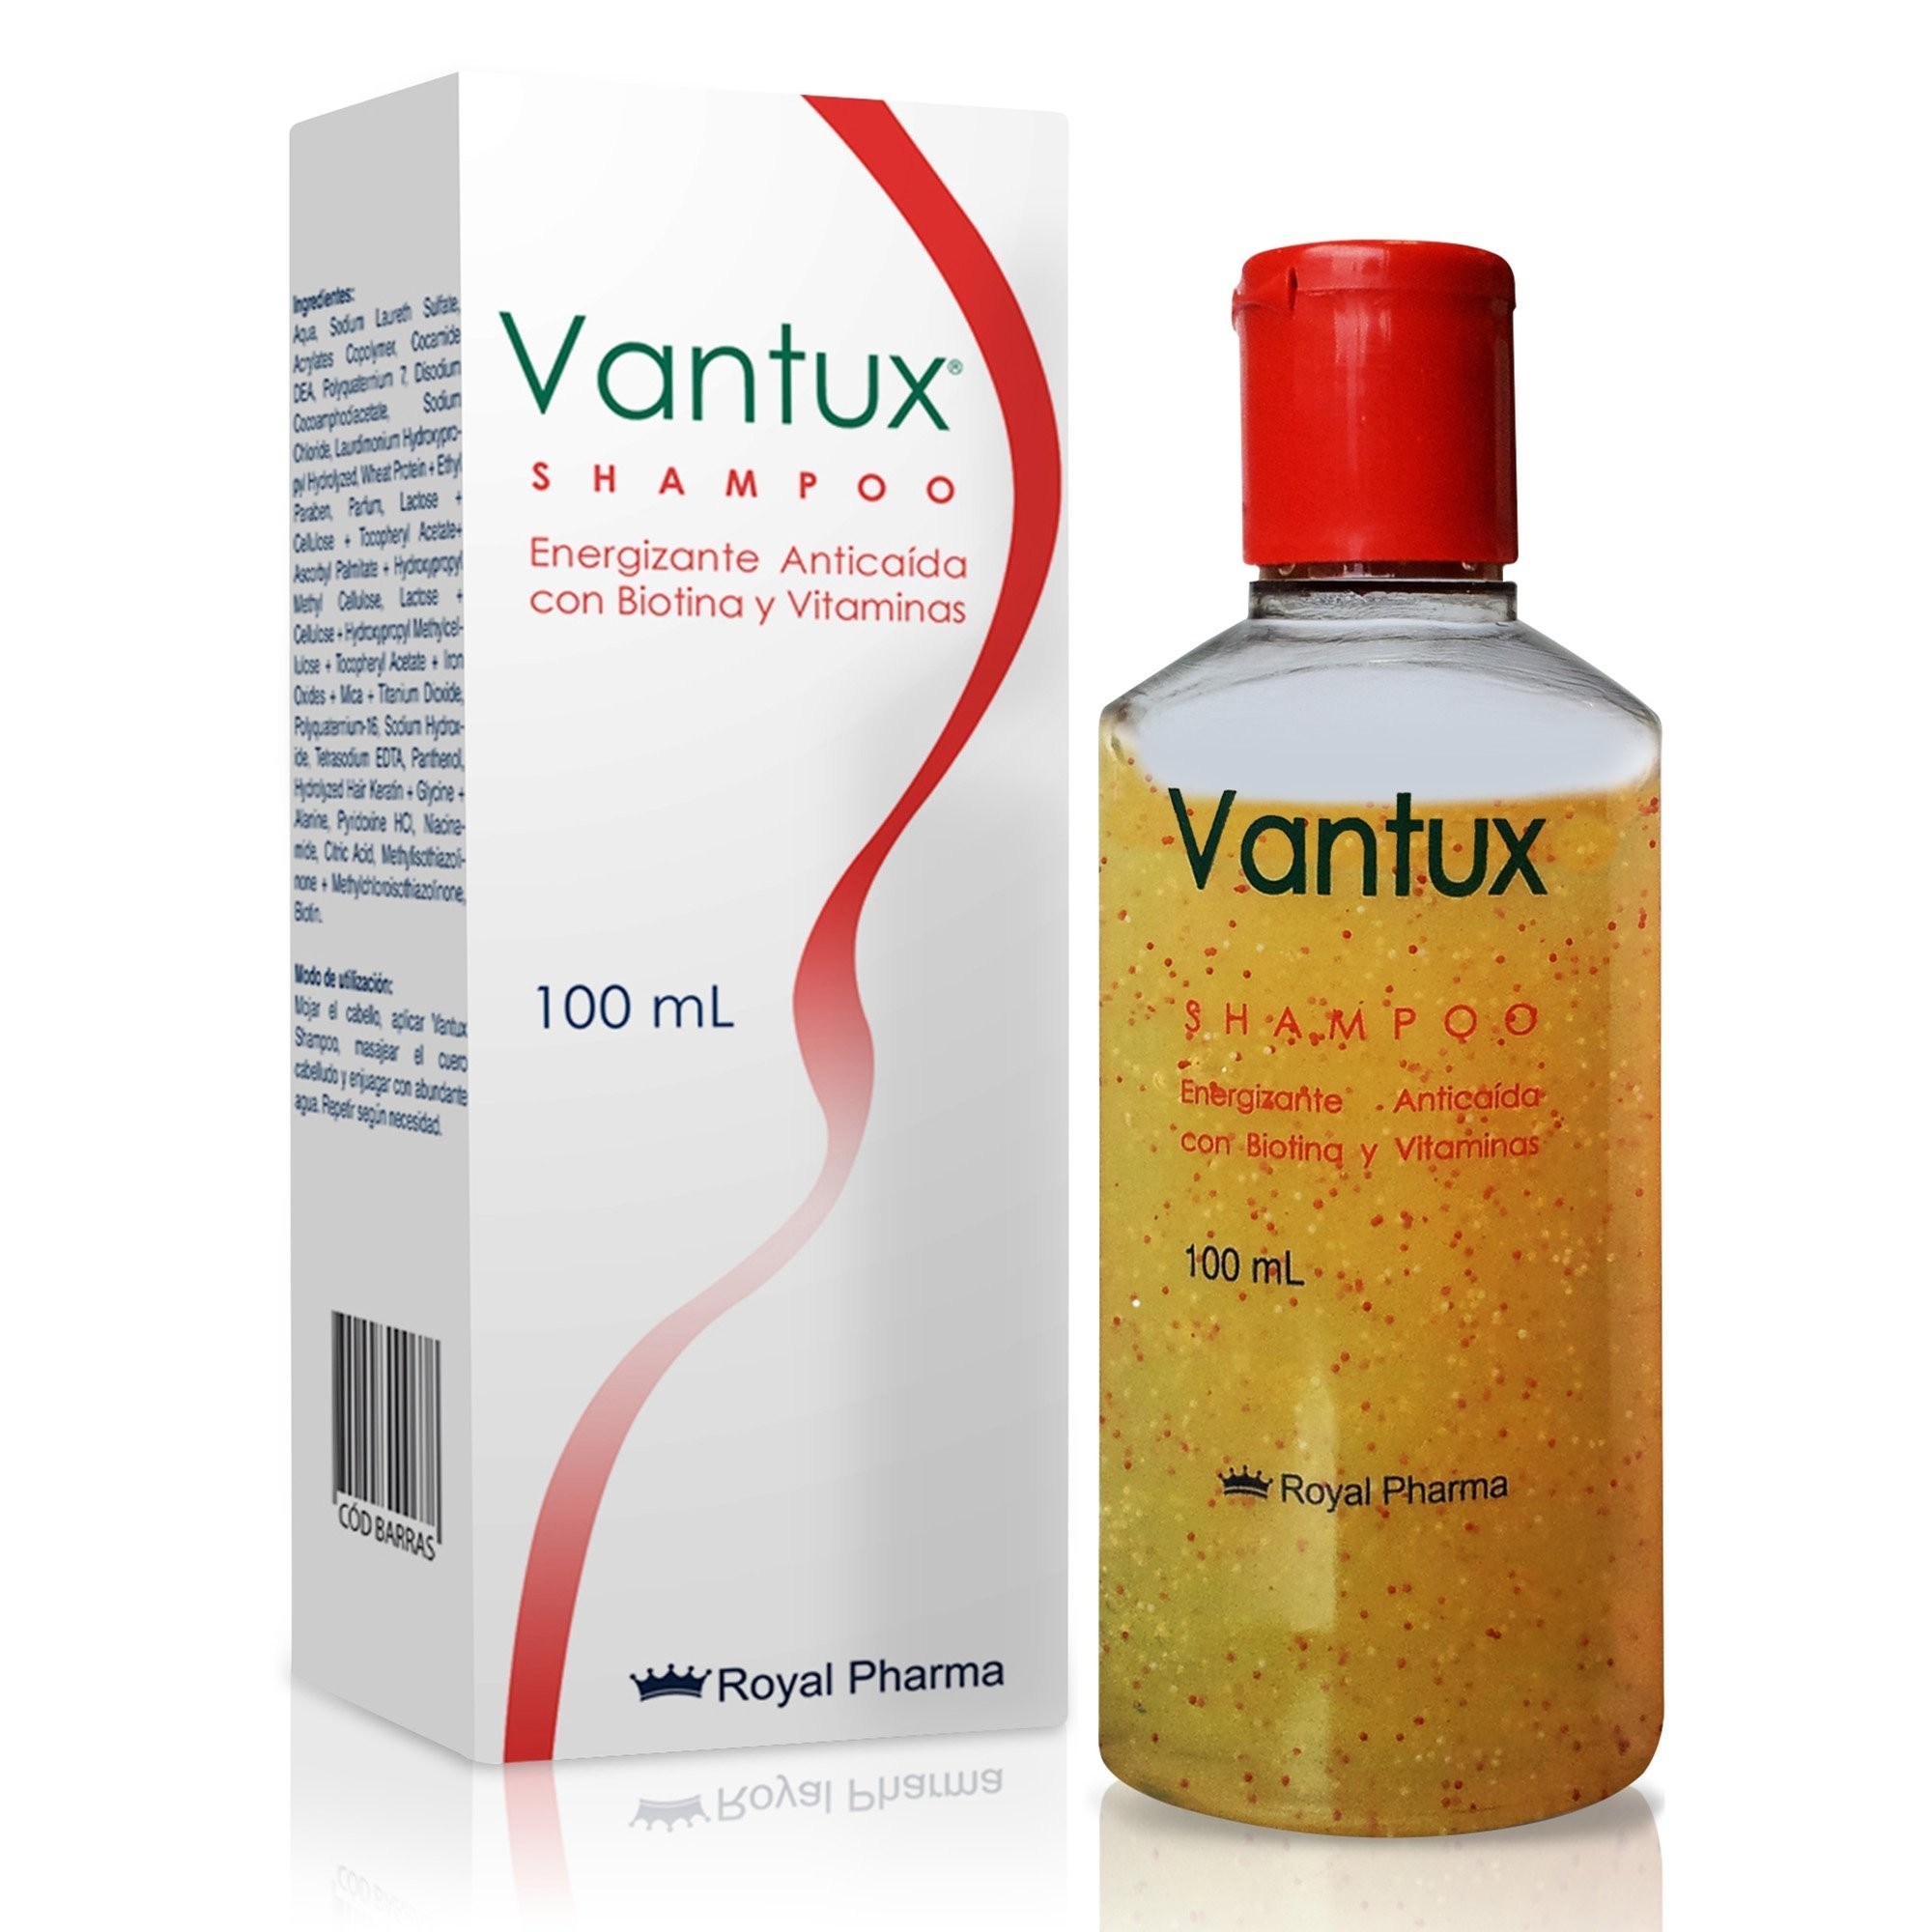 Ingredientes:
Aqua, Sodium Laureth Sulfate,
Acrylates Copolymer, Cocamide
DEA, Polyquaternium 7, Disodium
Cocoamphodiacetate, Sodium
Chloride, Laurdimonium Hydroxypro-
pyl Hydrolyzed, Wheat Protein + Ethyl
Paraben, Parfum, Lactose +
Cellulose + Tocopheryl Acetate+
Ascorbyl Palmitate + Hydroxypropyl
Methyl Cellulose, Lactose +
Cellulose + Hydroxypropyl Methylcel-
lulose + Tocopheryl Acetate + Iron
Oxides + Mica + Titanium Dioxide,
Polyquaternium-16, Sodium Hydrox-
ide, Tetrasodium EDTA, Panthenol,
Hydrolyzed Hair Keratin + Glycine +
Alanine, Pyridoxine HCl, Niacina-
mide, Citric Acid, Methylisothiazoli-
none + Methylchloroisothiazolinone,
Biotin.
Modo de utilización:
Mojar el cabello, aplicar Vantux
Shampoo, masajear el cuero
cabelludo y enjuagar con abundante
agua. Repetir según necesidad.
CÓD BARRAS
Vantux®
SHAMPOO
Energizante Anticaída
con Biotina y Vitaminas
100 mL
Royal Pharma
Vantux
SHAMPOO
Energizante Anticaída
con Biotina y Vitaminas
100 mL
Royal Pharma